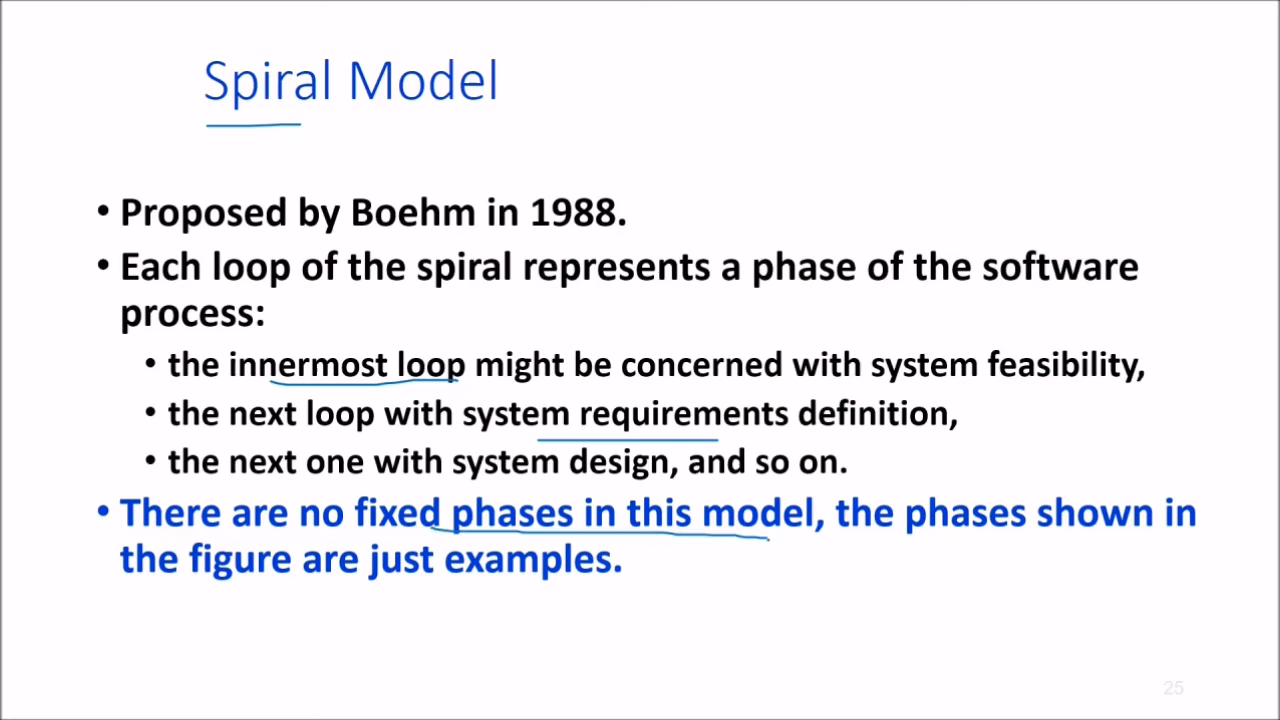 Spiral Model
• Proposed by Boehm in 1988.
• Each loop of the spiral represents a phase of the software
process:
• the innermost loop might be concerned with system feasibility,
• the next loop with system requirements definition,
• the next one with system design, and so on.
• There are no fixed phases in this model, the phases shown in
the figure are just examples.
25